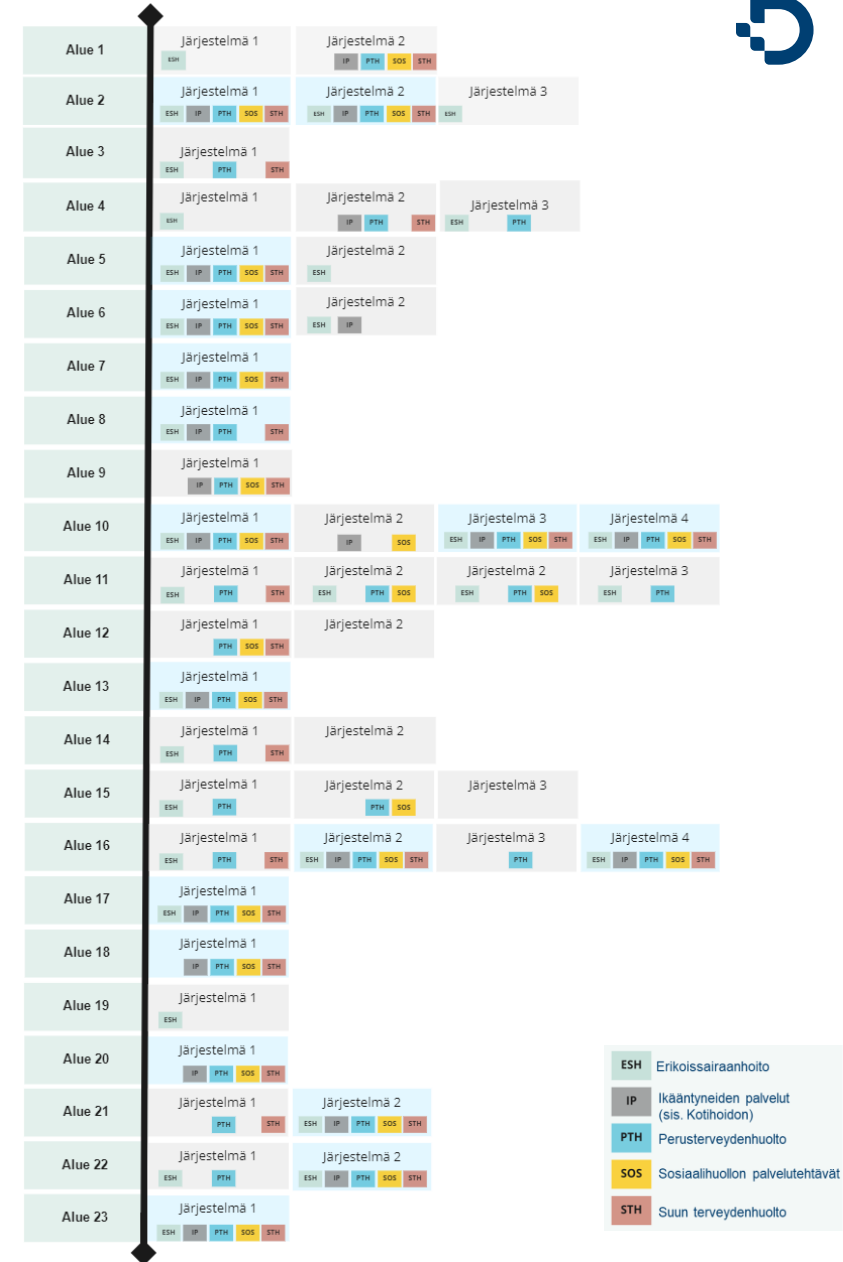 Alue 1
Järjestelmä 1
ESH
Järjestelmä 2
IP PTH SOS STH
Alue 2
Järjestelmä 1
ESH IP PTH SOS STH
Järjestelmä 2
ESH IP PTH SOS STH
Järjestelmä 3
ESH
Alue 3
Järjestelmä 1
ESH PTH STH
Alue 4
Järjestelmä 1
ESH
Järjestelmä 2
IP PTH STH
Järjestelmä 3
ESH PTH
Alue 5
Järjestelmä 1
ESH IP PTH SOS STH
Järjestelmä 2
ESH
Alue 6
Järjestelmä 1
ESH IP PTH SOS STH
Järjestelmä 2
ESH IP
Alue 7
Järjestelmä 1
ESH IP PTH SOS STH
Alue 8
Järjestelmä 1
ESH IP PTH STH
Alue 9
Järjestelmä 1
IP PTH SOS STH
Alue 10
Järjestelmä 1
ESH IP PTH SOS STH
Järjestelmä 2
IP SOS
Järjestelmä 3
ESH IP PTH SOS STH
Järjestelmä 4
ESH IP PTH SOS STH
Alue 11
Järjestelmä 1
ESH PTH STH
Järjestelmä 2
ESH PTH SOS
Järjestelmä 2
ESH PTH SOS
Järjestelmä 3
ESH PTH
Alue 12
Järjestelmä 1
PTH SOS STH
Järjestelmä 2
Alue 13
Järjestelmä 1
ESH IP PTH SOS STH
Alue 14
Järjestelmä 1
ESH PTH STH
Järjestelmä 2
Alue 15
Järjestelmä 1
ESH PTH
Järjestelmä 2
PTH SOS
Järjestelmä 3
Alue 16
Järjestelmä 1
ESH PTH STH
Järjestelmä 2
ESH IP PTH SOS STH
Järjestelmä 3
PTH
Järjestelmä 4
ESH IP PTH SOS STH
Alue 17
Järjestelmä 1
ESH IP PTH SOS STH
Alue 18
Järjestelmä 1
IP PTH SOS STH
Alue 19
Järjestelmä 1
ESH
Alue 20
Järjestelmä 1
IP PTH SOS STH
Alue 21
Järjestelmä 1
PTH STH
Järjestelmä 2
ESH IP PTH SOS STH
Alue 22
Järjestelmä 1
ESH PTH
Järjestelmä 2
ESH IP PTH SOS STH
Alue 23
Järjestelmä 1
ESH IP PTH SOS STH
ESH Erikoissairaanhoito
IP Ikääntyneiden palvelut
(sis. Kotihoidon)
PTH Perusterveydenhuolto
SOS Sosiaalihuollon palvelutehtävät
STH Suun terveydenhuolto